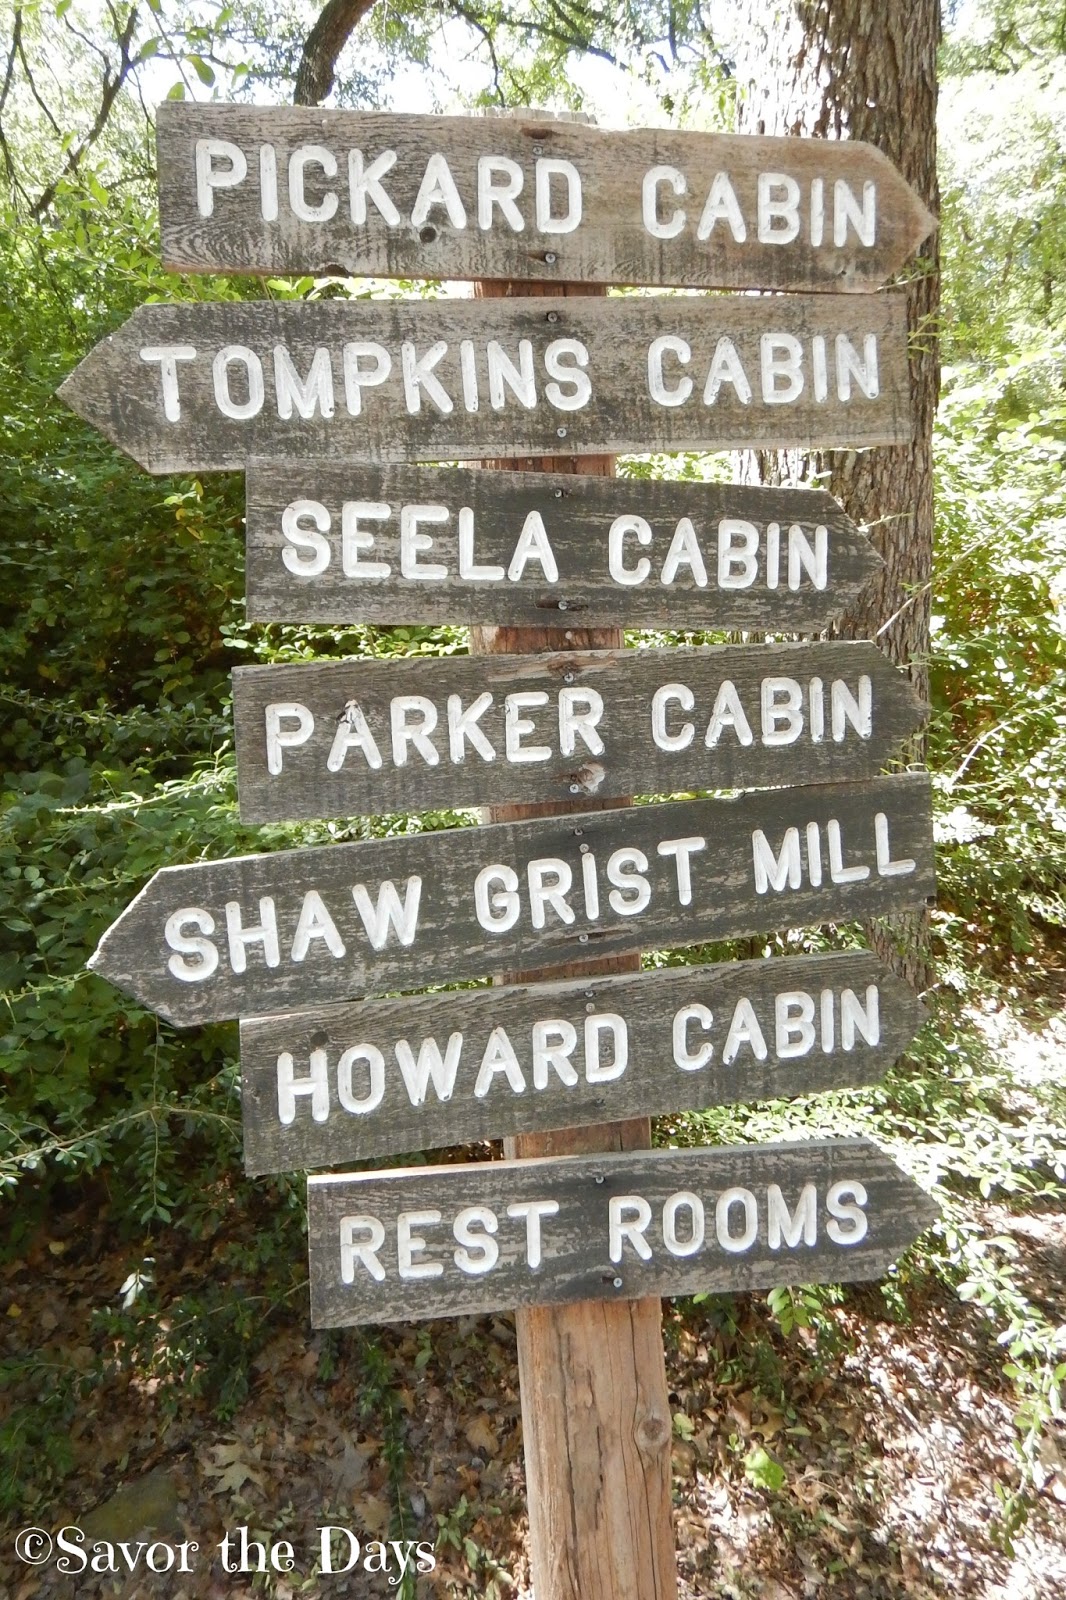 PICKARD CABIN
TOMPKINS CABIN
SEELA CABIN
PARKER CABIN
SHAW GRIST MILL
HOWARD CABIN
REST ROOMS
©Savor the Days